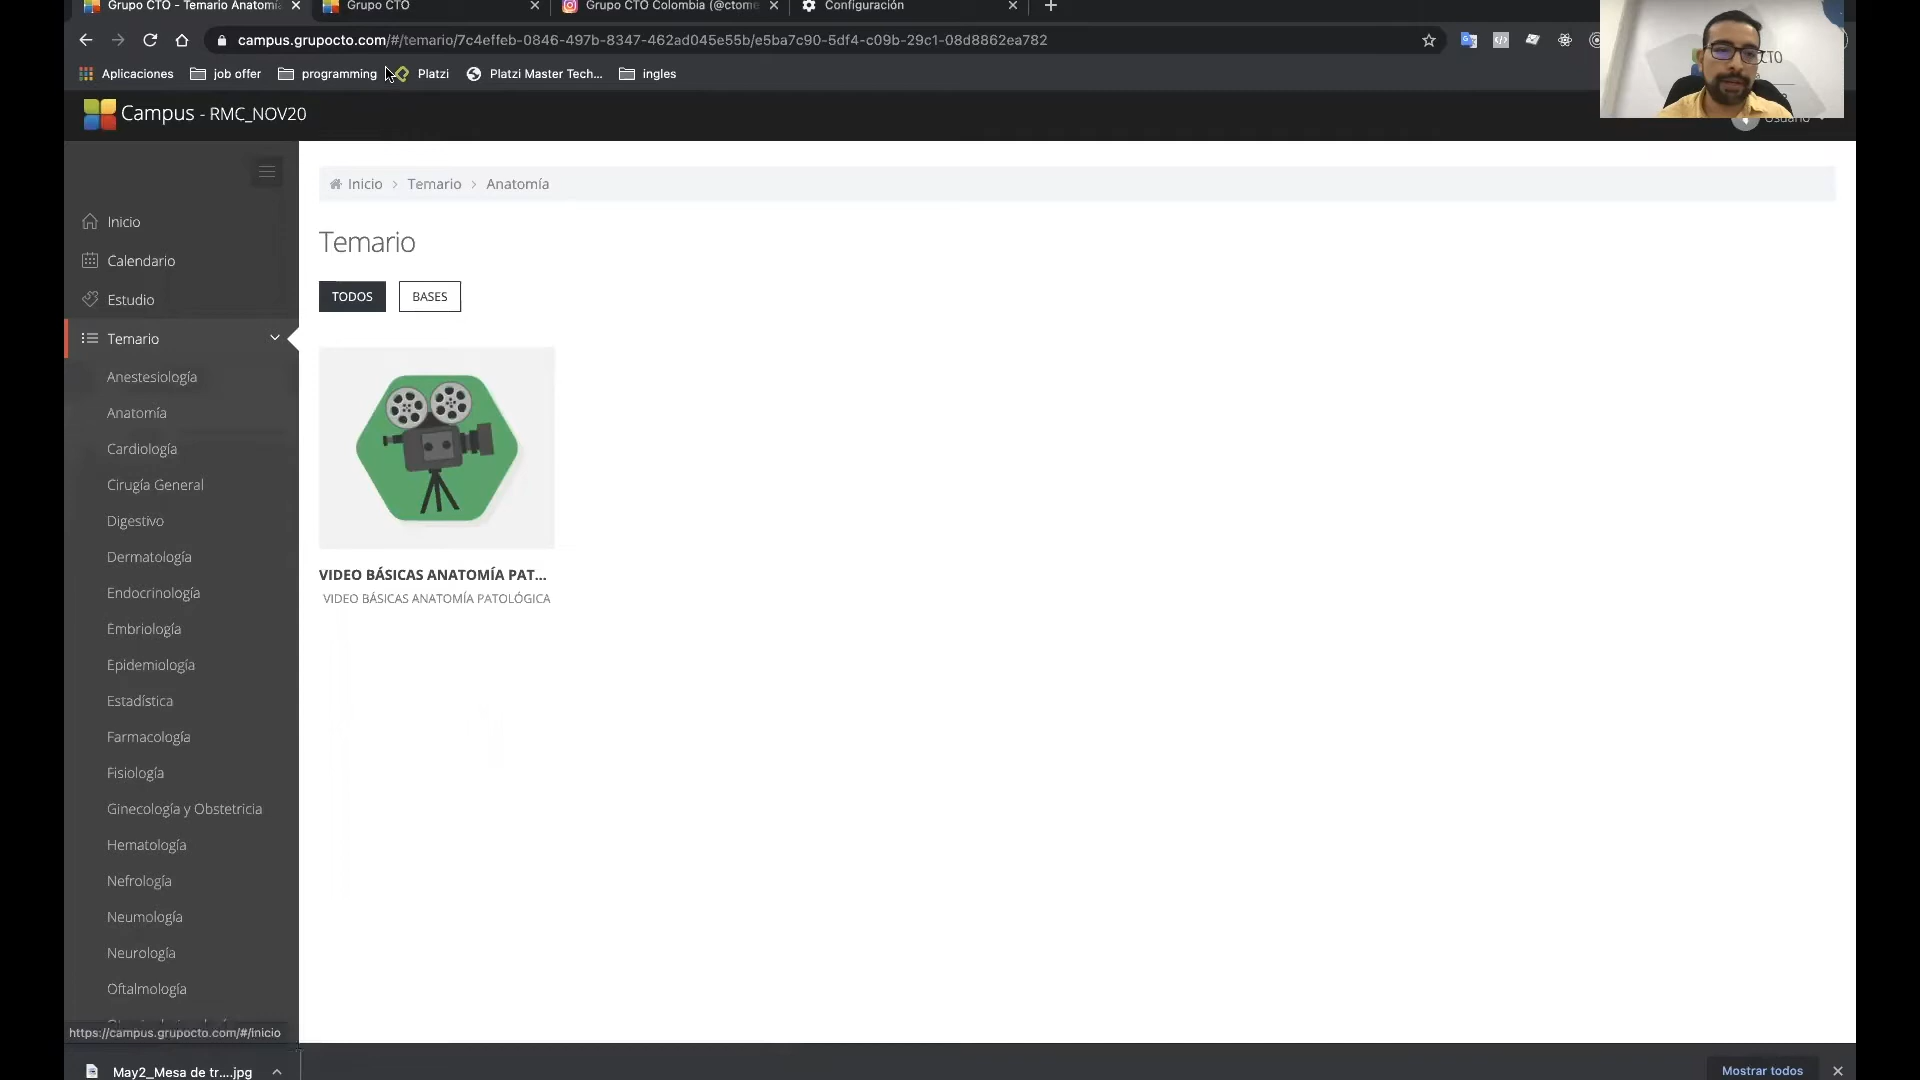 Grupo CTO - Temario Anatomí
Grupo CTO
Grupo CTO Colombia (@ctome
Configuración
campus.grupocto.com/#/temario/7c4effeb-0846-497b-8347-462ad045e55b/e5ba7c90-5df4-c09b-29c1-08d8862ea782
Aplicaciones
job offer
programming
Platzi
Platzi Master Tech...
ingles
CTO
Campus - RMC_NOV20
Usuario
Inicio
Temario
Anatomía
Inicio
Calendario
Estudio
Temario
Anestesiología
Anatomía
Cardiología
Cirugía General
Digestivo
Dermatología
Endocrinología
Embriología
Epidemiología
Estadística
Farmacología
Fisiología
Ginecología y Obstetricia
Hematología
Nefrología
Neumología
Neurología
Oftalmología
https://campus.grupocto.com/#/inicio
Temario
TODOS
BASES
VIDEO BÁSICAS ANATOMÍA PAT...
VIDEO BÁSICAS ANATOMÍA PATOLÓGICA
May2_Mesa de tr....jpg
Mostrar todos